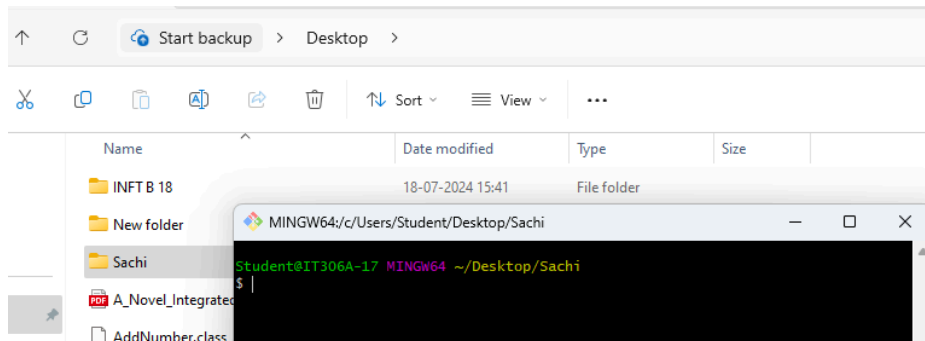 Start backup > Desktop >
Sort View ...
Name Date modified Type Size
INFT B 18 18-07-2024 15:41 File folder
New folder
MINGW64:/c/Users/Student/Desktop/Sachi
Sachi
Student@IT306A-17 MINGW64 ~/Desktop/Sachi
$
PDF A_Novel_Integrated
AddNumber.class